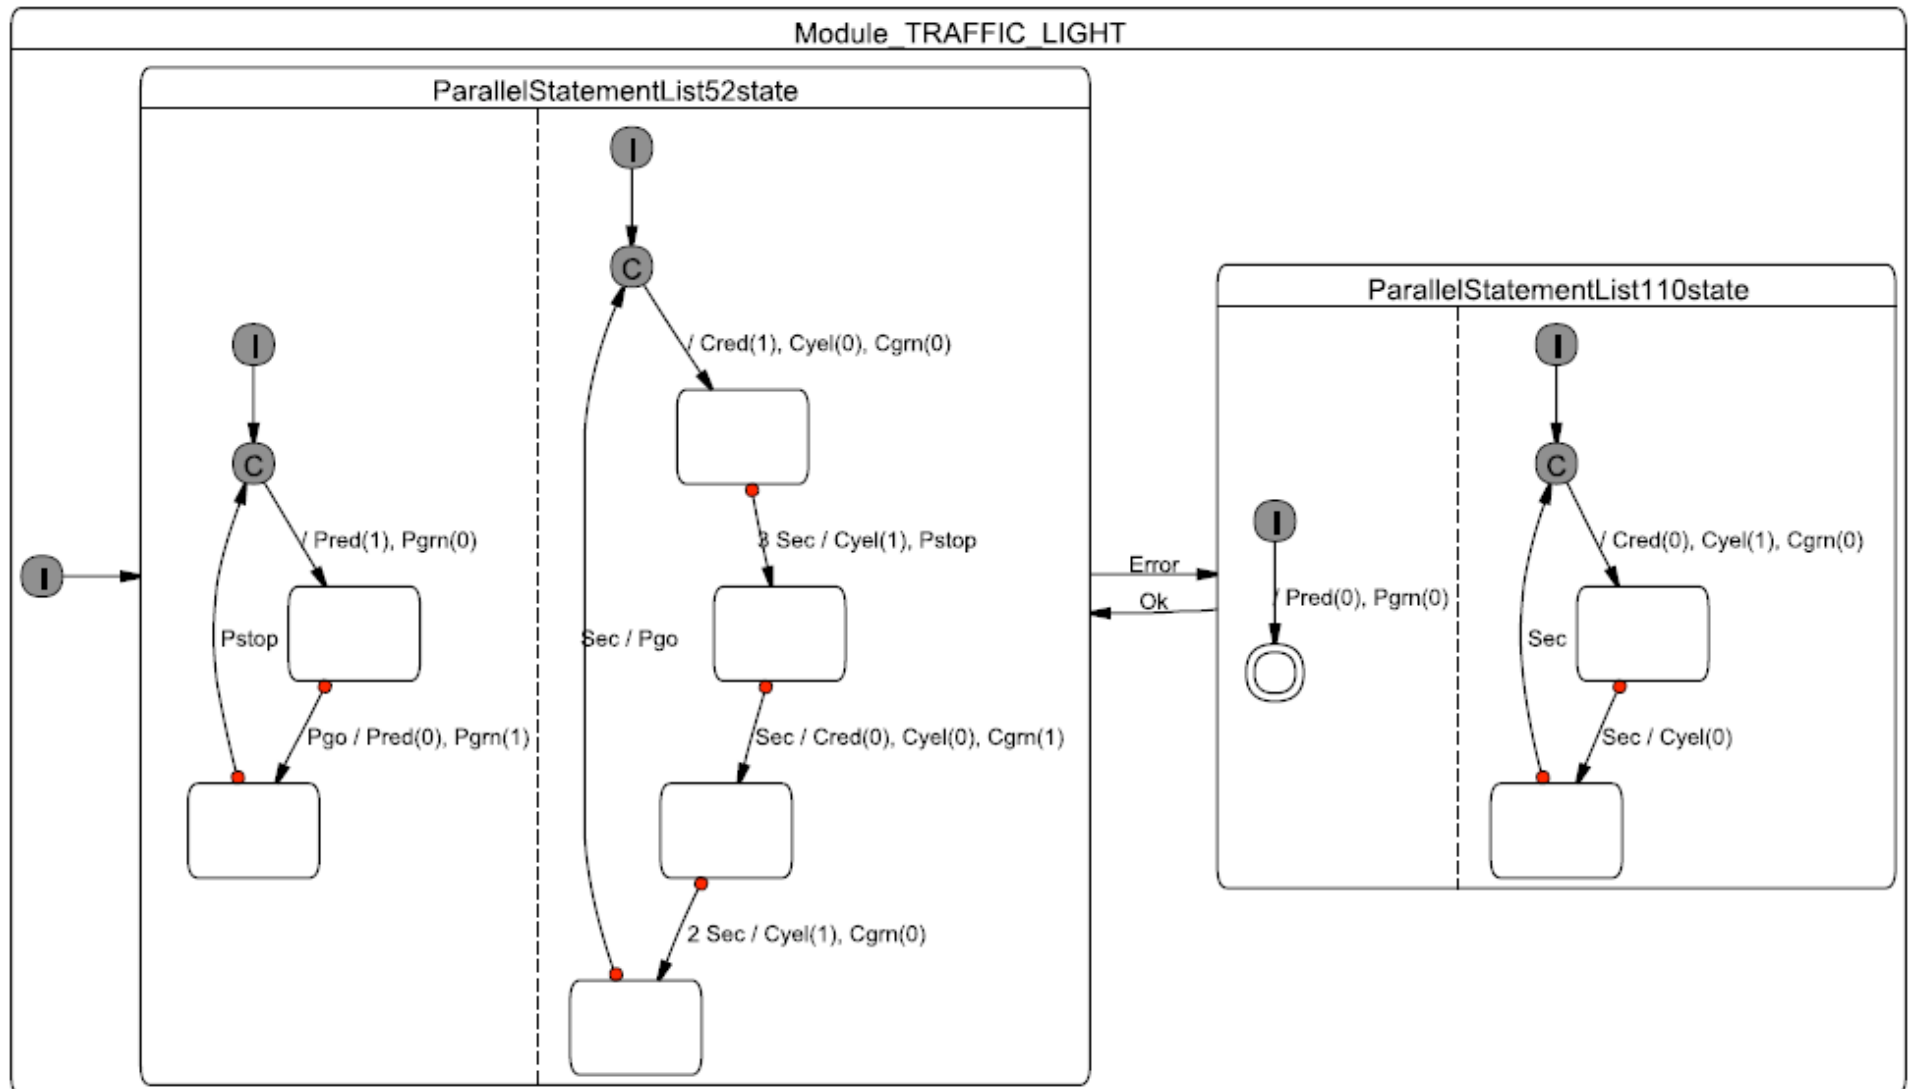 Module_TRAFFIC_LIGHT
ParallelStatementList52state
I
C
/ Pred(1), Pgrn(0)
Pstop
Pgo / Pred(0), Pgrn(1)
I
C
/ Cred(1), Cyel(0), Cgrn(0)
3 Sec / Cyel(1), Pstop
Sec / Pgo
Sec / Cred(0), Cyel(0), Cgrn(1)
2 Sec / Cyel(1), Cgrn(0)
I
Error
Ok
ParallelStatementList110state
I
/ Pred(0), Pgrn(0)
I
C
/ Cred(0), Cyel(1), Cgrn(0)
Sec
Sec / Cyel(0)